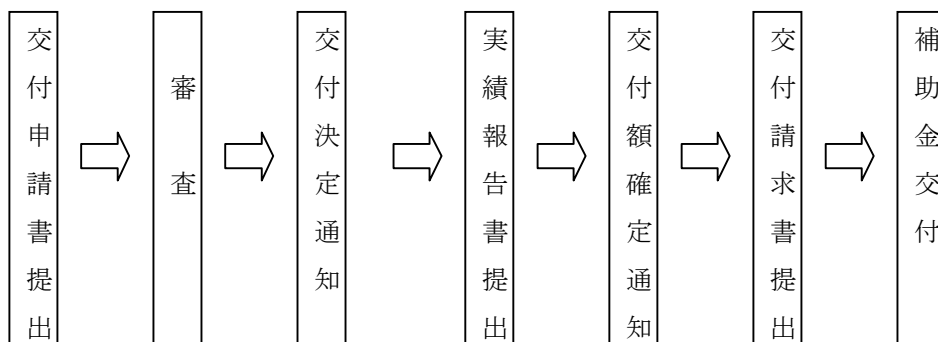 交付申請書提出
審査
交付決定通知
実績報告書提出
交付額確定通知
交付請求書提出
補助金交付